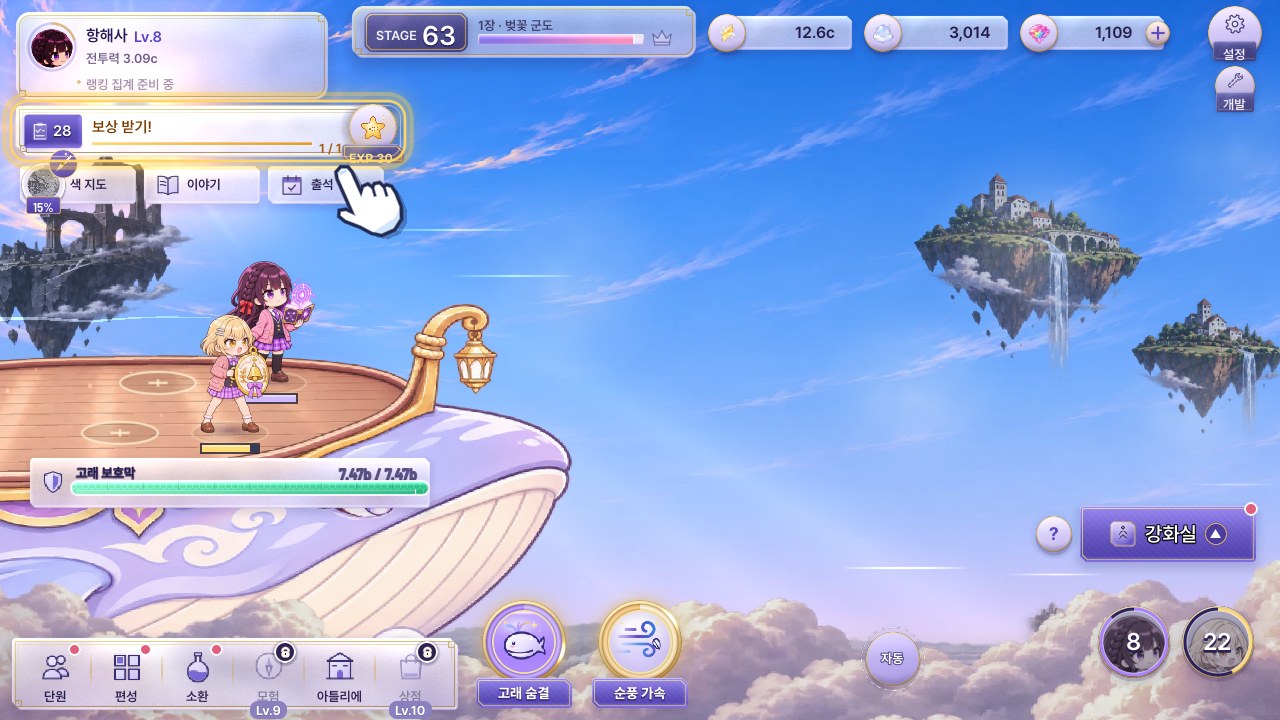 항해사 Lv.8
전투력 3.09c
랭킹 집계 준비 중
STAGE 63
1장 · 벚꽃 군도
12.6c
3,014
1,109
설정
개발
28
보상 받기!
1/1
EXP 30
색 지도
15%
이야기
출석
고래 보호막
7.47b / 7.47b
?
강화실
단원
편성
소환
모험
Lv.9
아틀리에
상점
Lv.10
고래 숨결
순풍 가속
자동
8
22